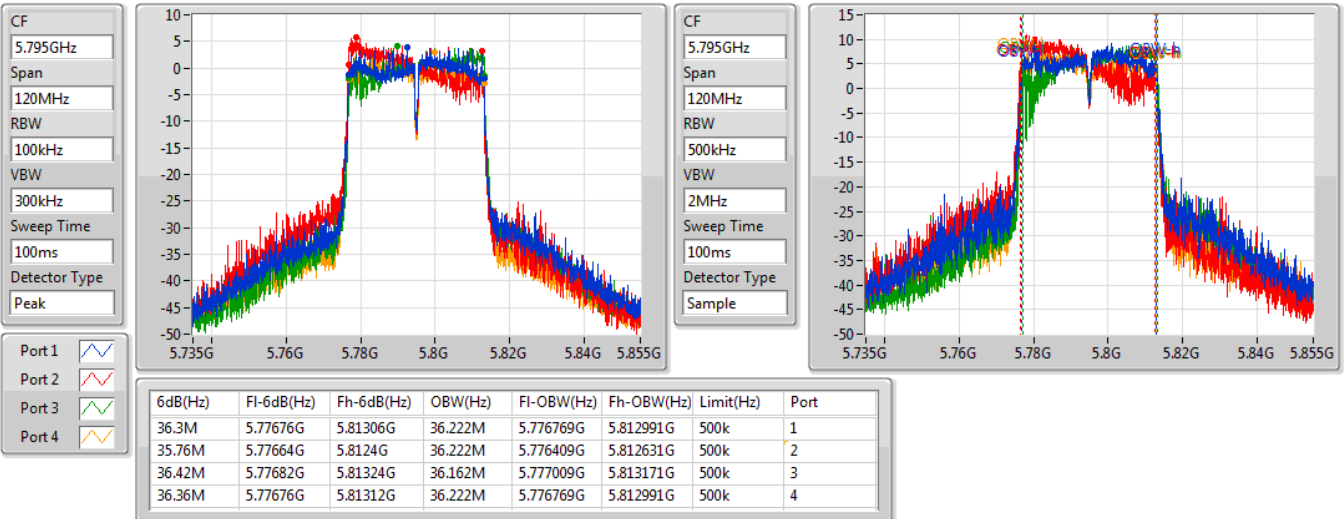 CF
5.795GHz
Span
120MHz
RBW
100kHz
VBW
300kHz
Sweep Time
100ms
Detector Type
Peak
10
5
0
-5
-10
-15
-20
-25
-30
-35
-40
-45
-50
5.735G 5.76G 5.78G 5.8G 5.82G 5.84G 5.855G
CF
5.795GHz
Span
120MHz
RBW
500kHz
VBW
2MHz
Sweep Time
100ms
Detector Type
Sample
15
10
5
0
-5
-10
-15
-20
-25
-30
-35
-40
-45
-50
5.735G 5.76G 5.78G 5.8G 5.82G 5.84G 5.855G
Port 1
Port 2
Port 3
Port 4
6dB(Hz) Fl-6dB(Hz) Fh-6dB(Hz) OBW(Hz) Fl-OBW(Hz) Fh-OBW(Hz) Limit(Hz) Port
36.3M 5.77676G 5.81306G 36.222M 5.776769G 5.812991G 500k 1
35.76M 5.77664G 5.8124G 36.222M 5.776409G 5.812631G 500k 2
36.42M 5.77682G 5.81324G 36.162M 5.777009G 5.813171G 500k 3
36.36M 5.77676G 5.81312G 36.222M 5.776769G 5.812991G 500k 4